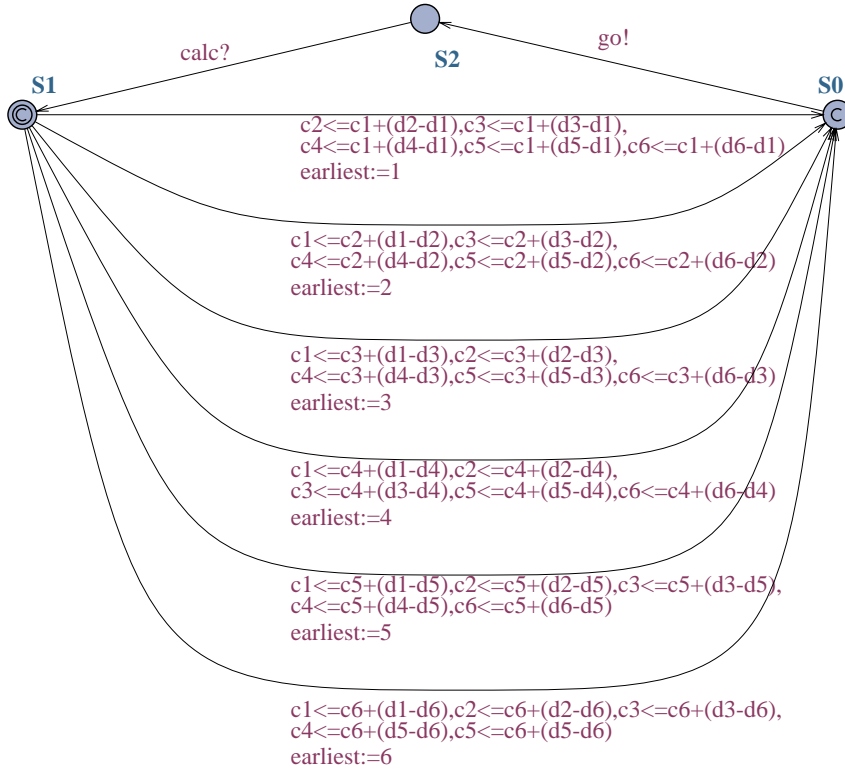 calc?
go!
S2
S1
S0
C
C
c2<=c1+(d2-d1),c3<=c1+(d3-d1),
c4<=c1+(d4-d1),c5<=c1+(d5-d1),c6<=c1+(d6-d1)
earliest:=1
c1<=c2+(d1-d2),c3<=c2+(d3-d2),
c4<=c2+(d4-d2),c5<=c2+(d5-d2),c6<=c2+(d6-d2)
earliest:=2
c1<=c3+(d1-d3),c2<=c3+(d2-d3),
c4<=c3+(d4-d3),c5<=c3+(d5-d3),c6<=c3+(d6-d3)
earliest:=3
c1<=c4+(d1-d4),c2<=c4+(d2-d4),
c3<=c4+(d3-d4),c5<=c4+(d5-d4),c6<=c4+(d6-d4)
earliest:=4
c1<=c5+(d1-d5),c2<=c5+(d2-d5),c3<=c5+(d3-d5),
c4<=c5+(d4-d5),c6<=c5+(d6-d5)
earliest:=5
c1<=c6+(d1-d6),c2<=c6+(d2-d6),c3<=c6+(d3-d6),
c4<=c6+(d5-d6),c5<=c6+(d5-d6)
earliest:=6